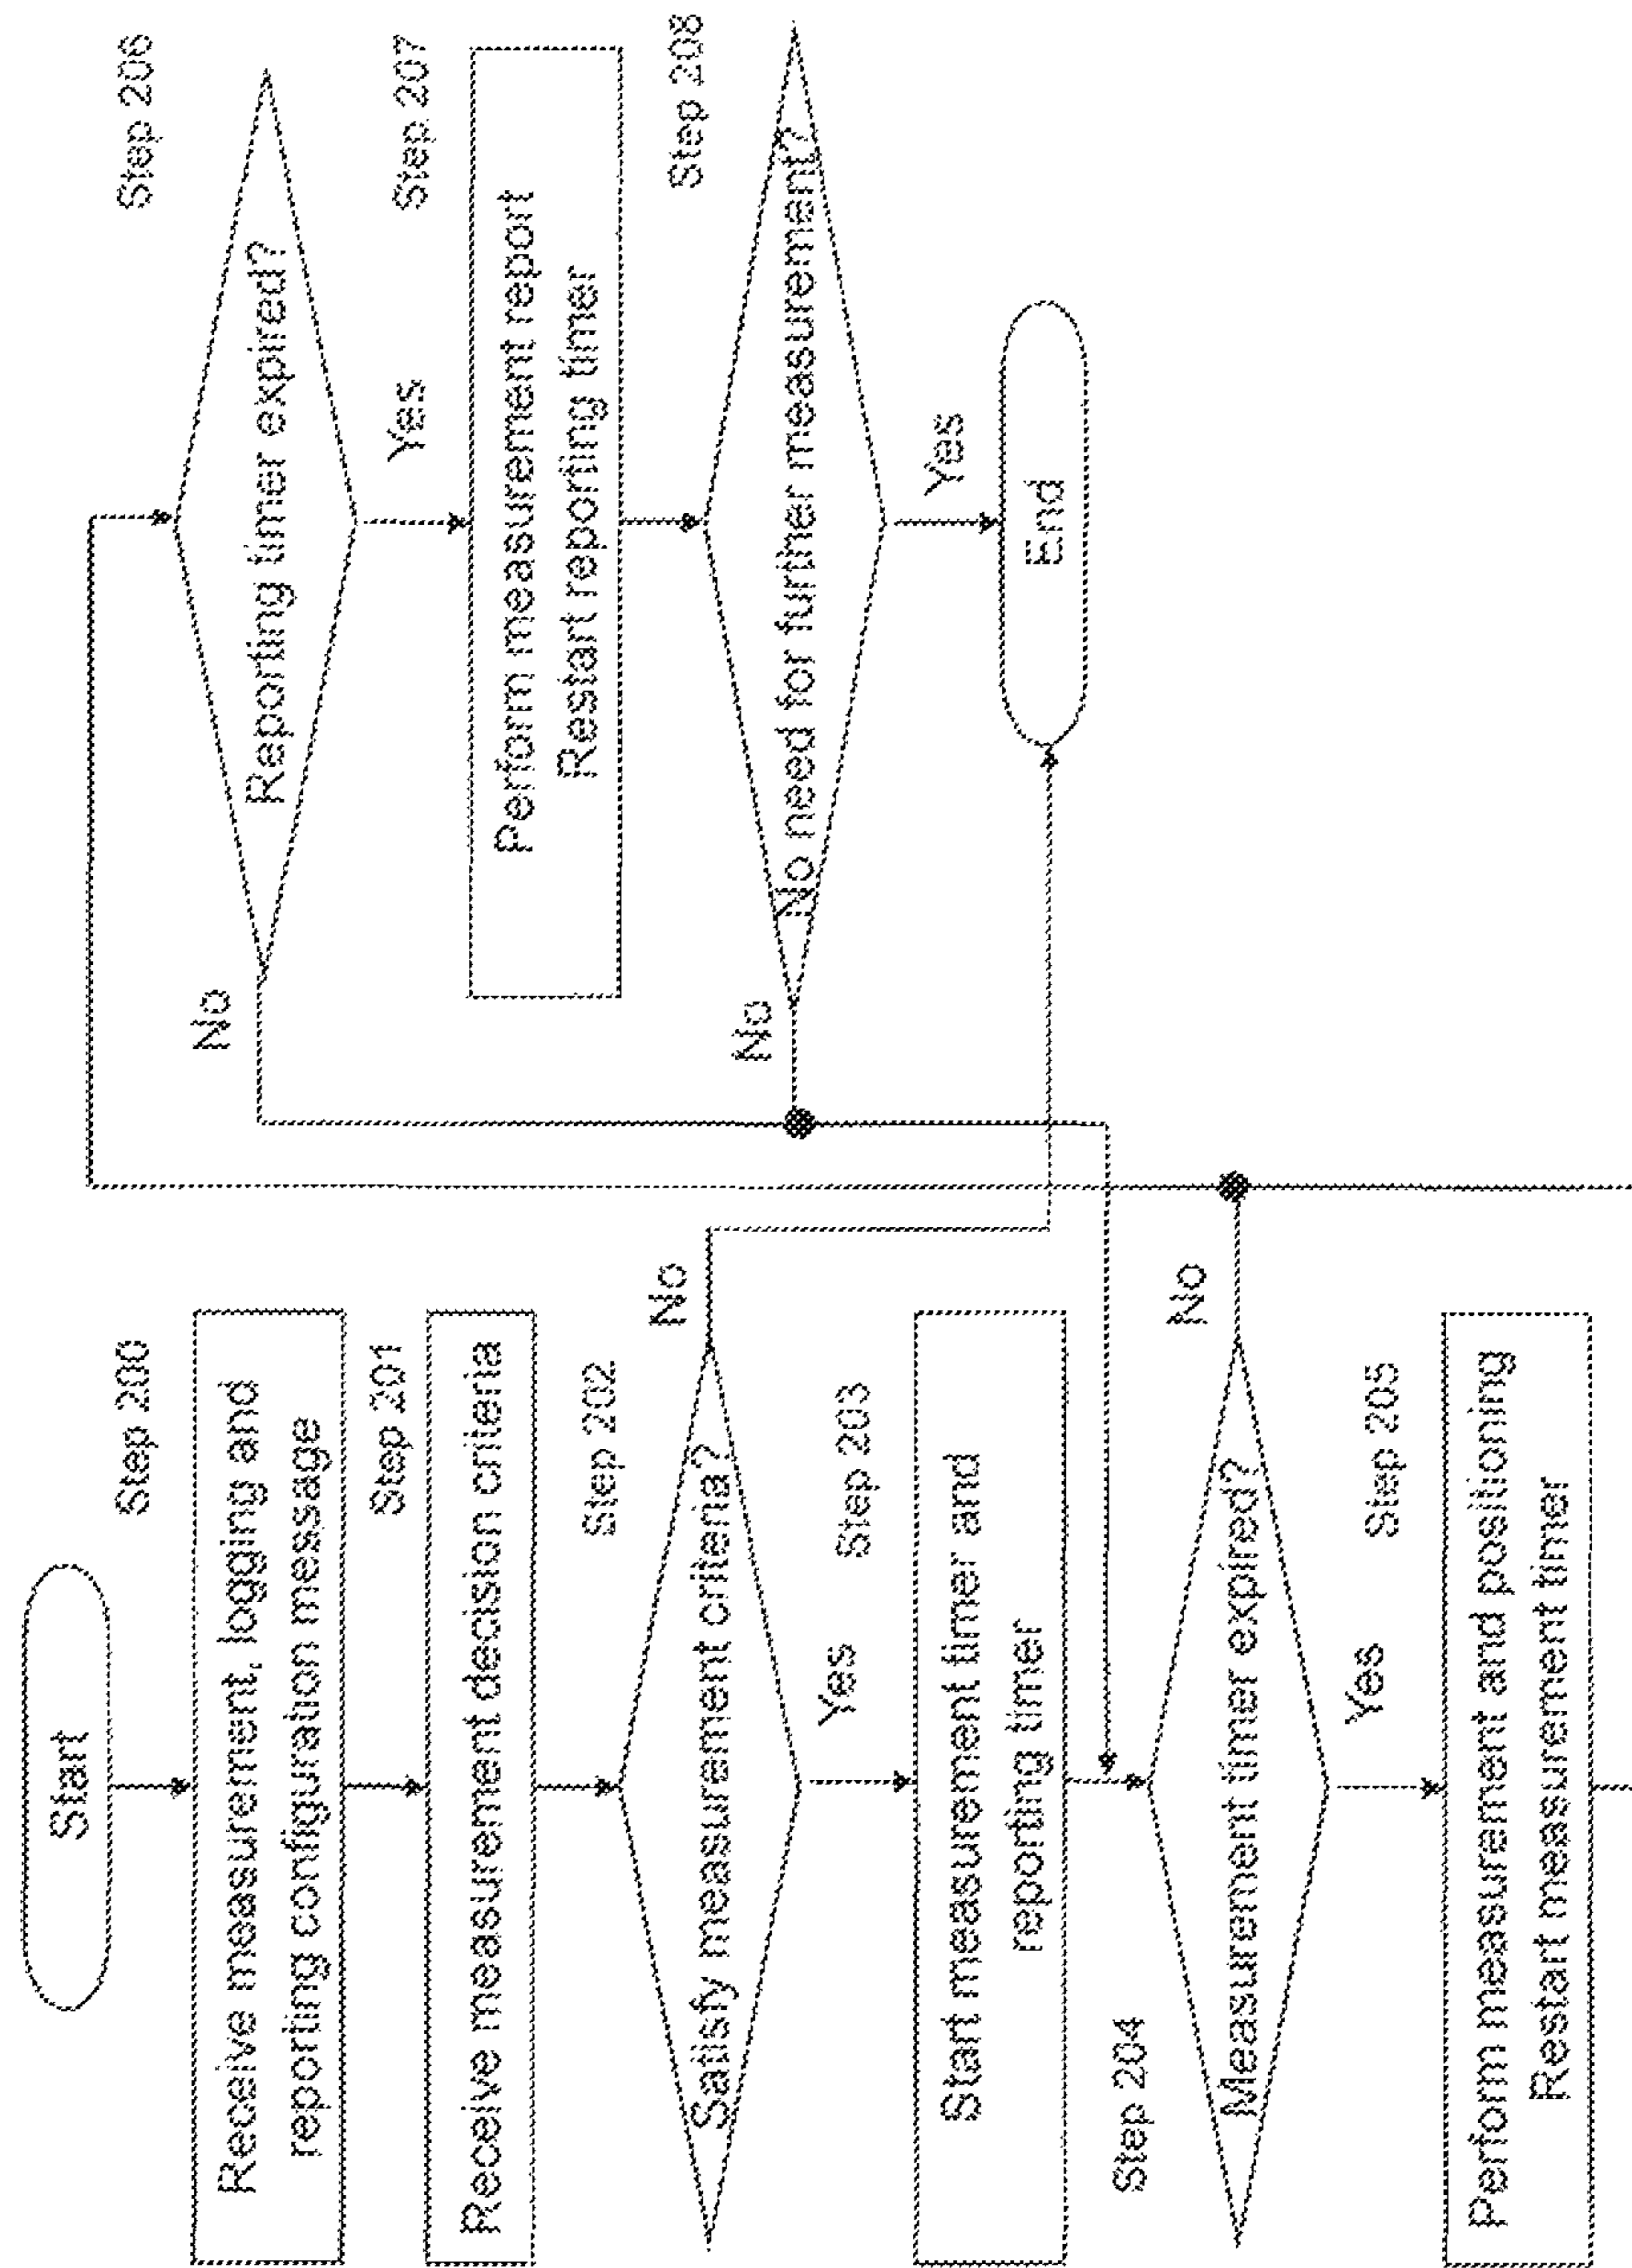 Start
Step 200
Receive measurement, logging and
reporting configuration message
Step 201
Receive measurement decision criteria
Step 202
Satisfy measurement criteria?
No
Yes
Step 203
Start measurement timer and
reporting timer
Step 204
Measurement timer expired?
No
Yes
Step 205
Perform measurement and positioning
Restart measurement timer
Step 206
Reporting timer expired?
No
Yes
Step 207
Perform measurement report
Restart reporting timer
Step 208
No need for further measurement?
No
Yes
End